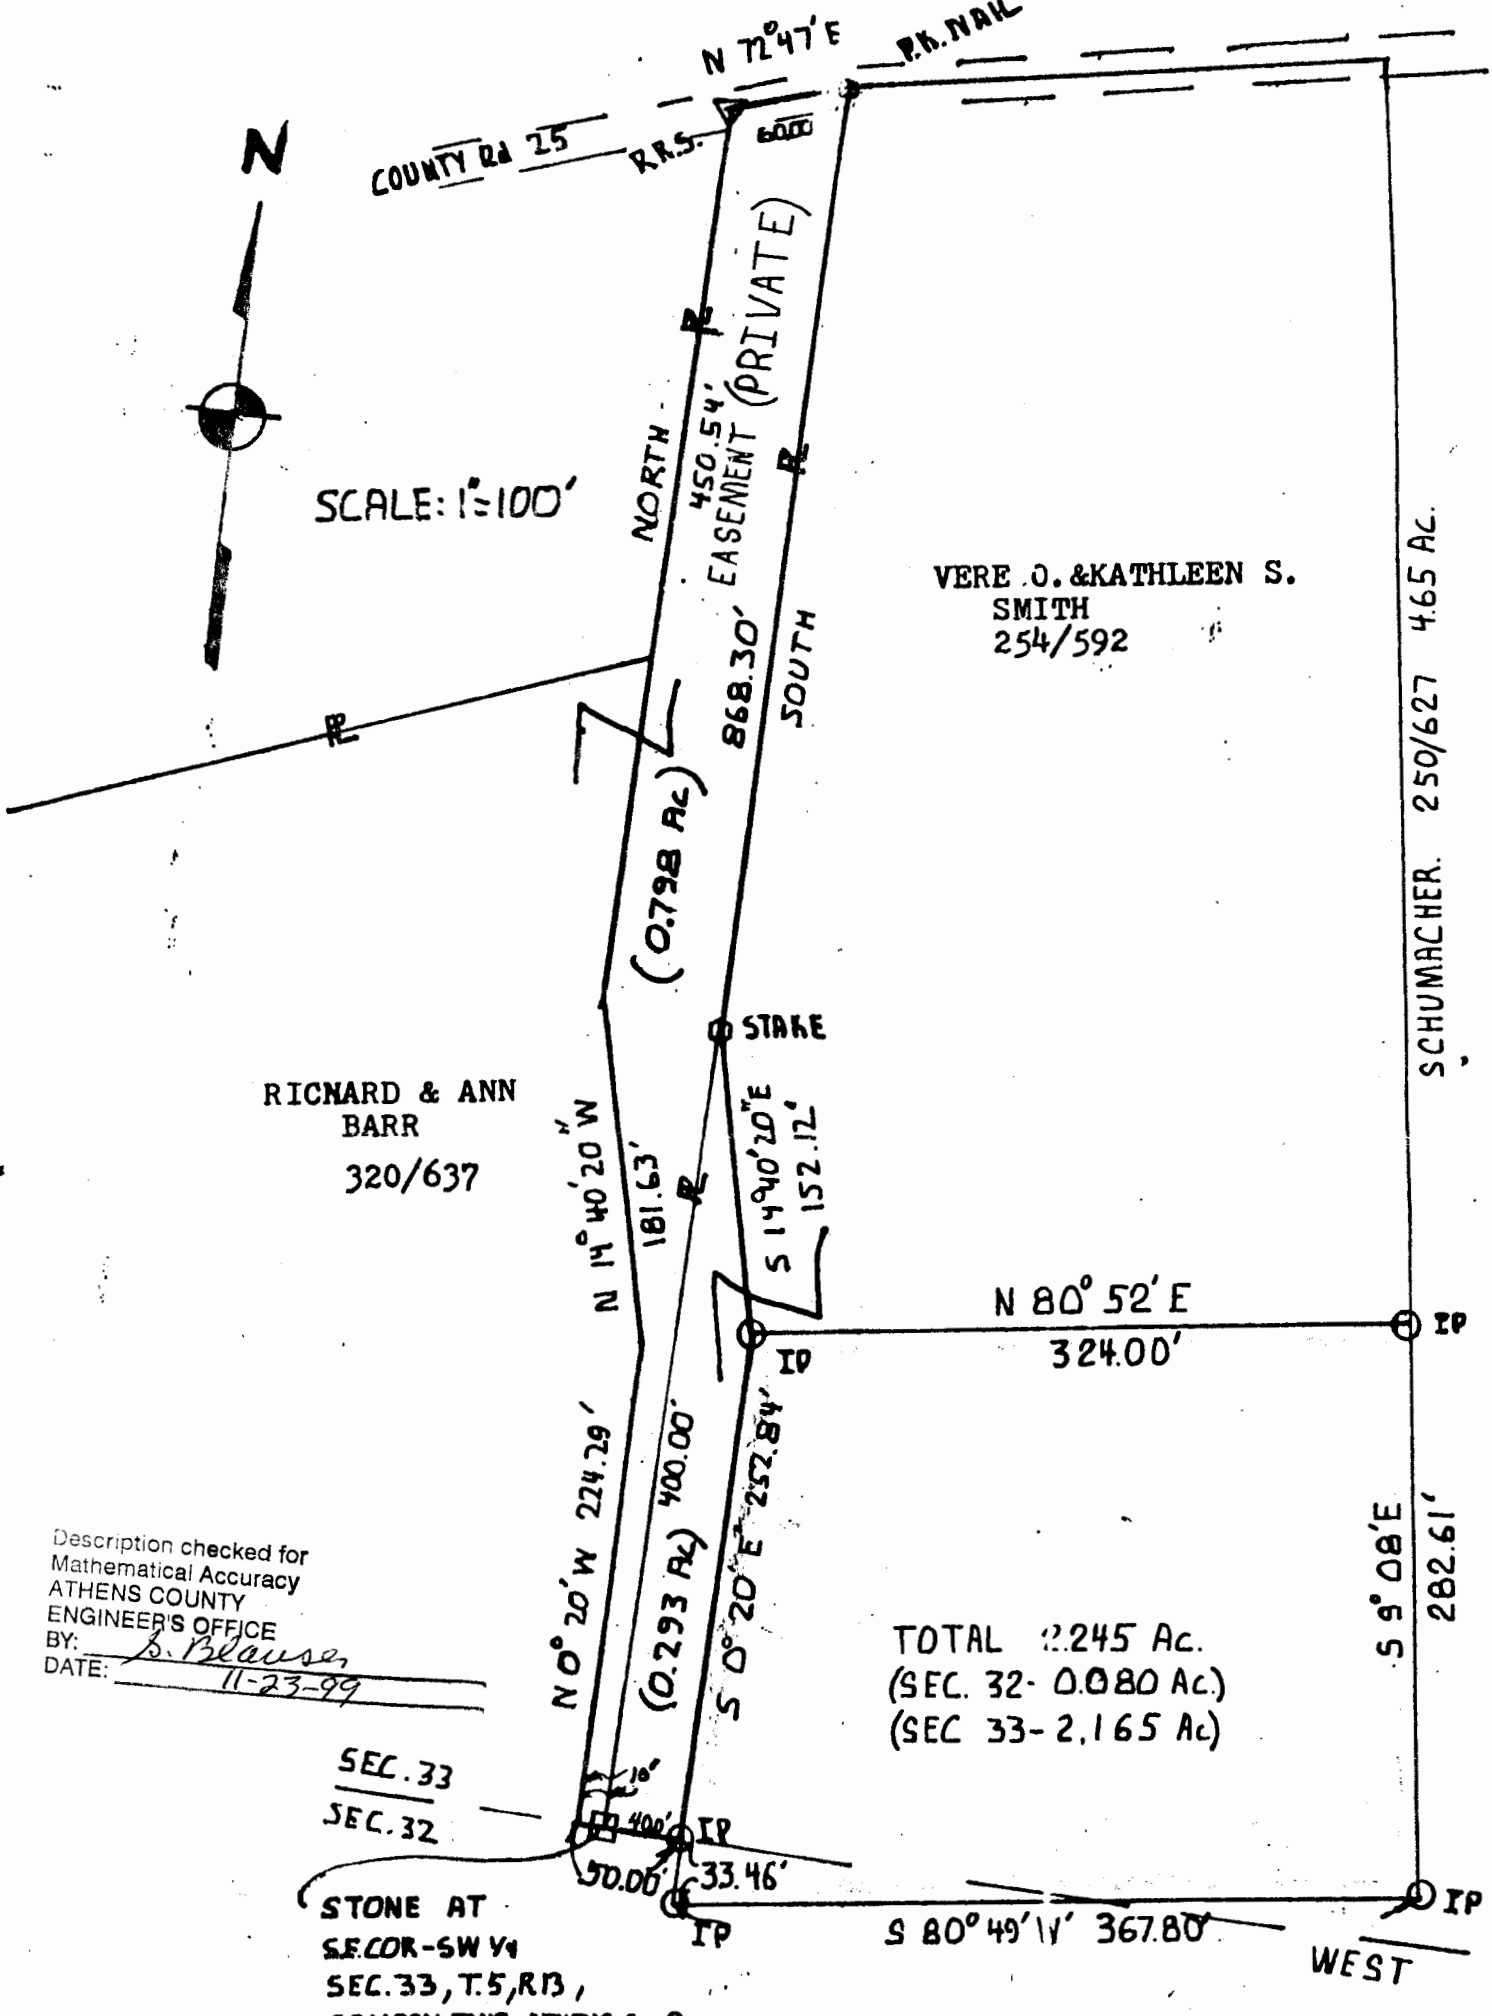 N 72°47' E
P.K. NAIL
N
COUNTY Rd 25
R.R.S.
60.00
EASEMENT (PRIVATE)
NORTH
450.54'
SCALE: 1"=100'
VERE O. &KATHLEEN S.
SMITH
254/592
868.30'
SOUTH
SCHUMACHER. 250/627 4.65 AC.
(0.798 AC)
STAKE
RICHARD & ANN
BARR
320/637
N 14° 40' 20" W
181.63'
S 14°40'20"E
152.12'
N 80° 52' E
324.00'
IP
IP
N 0° 20' W 224.29'
(0.293 AC) 400.00'
S 0° 20' E 252.84'
S 9° 08'E
282.61'
Description checked for
Mathematical Accuracy
ATHENS COUNTY
ENGINEER'S OFFICE
BY: S. Blauser
DATE: 11-23-99
TOTAL 2.245 Ac.
(SEC. 32- 0.080 Ac.)
(SEC 33- 2.165 Ac)
SEC. 33
SEC. 32
10"
400'
IP
50.00'
33.46'
IP
IP
S 80° 49' W 367.80'
WEST
STONE AT
S.E.COR-SW ¼
SEC.33, T.5, R13,